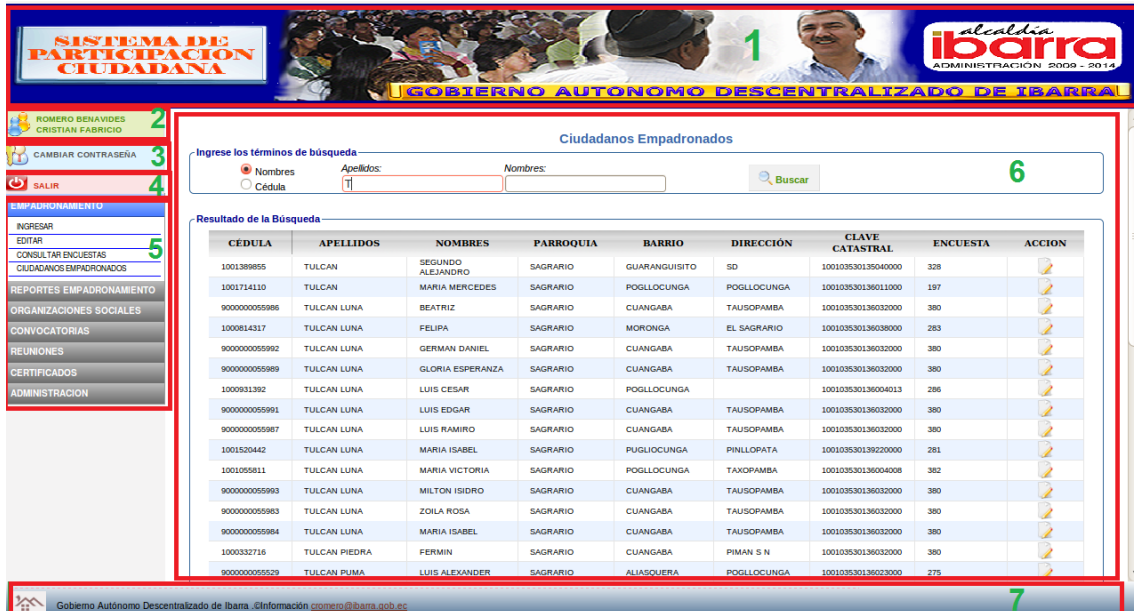 SISTEMA DE
PARTICIPACIÓN
CIUDADANA
1
alcaldía
ibarra
ADMINISTRACIÓN 2009 - 2014
GOBIERNO AUTONOMO DESCENTRALIZADO DE IBARRA
ROMERO BENAVIDES
CRISTIAN FABRICIO
2
CAMBIAR CONTRASEÑA
3
SALIR
4
EMPADRONAMIENTO
INGRESAR
EDITAR
CONSULTAR ENCUESTAS
CIUDADANOS EMPADRONADOS
5
REPORTES EMPADRONAMIENTO
ORGANIZACIONES SOCIALES
CONVOCATORIAS
REUNIONES
CERTIFICADOS
ADMINISTRACION
Ciudadanos Empadronados
Ingrese los términos de búsqueda
Nombres
Cédula
Apellidos:
T
Nombres:
Buscar
6
Resultado de la Búsqueda
CÉDULA APELLIDOS NOMBRES PARROQUIA BARRIO DIRECCIÓN CLAVE CATASTRAL ENCUESTA ACCION
1001389855 TULCAN SEGUNDO ALEJANDRO SAGRARIO GUARANGUISITO SD 100103530135040000 328
1001714110 TULCAN MARIA MERCEDES SAGRARIO POGLLOCUNGA POGLLOCUNGA 100103530136011000 197
9000000055986 TULCAN LUNA BEATRIZ SAGRARIO CUANGABA TAUSOPAMBA 100103530136032000 380
1000814317 TULCAN LUNA FELIPA SAGRARIO MORONGA EL SAGRARIO 100103530136038000 283
9000000055992 TULCAN LUNA GERMAN DANIEL SAGRARIO CUANGABA TAUSOPAMBA 100103530136032000 380
9000000055989 TULCAN LUNA GLORIA ESPERANZA SAGRARIO CUANGABA TAUSOPAMBA 100103530136032000 380
1000931392 TULCAN LUNA LUIS CESAR SAGRARIO POGLLOCUNGA 100103530136004013 286
9000000055991 TULCAN LUNA LUIS EDGAR SAGRARIO CUANGABA TAUSOPAMBA 100103530136032000 380
9000000055987 TULCAN LUNA LUIS RAMIRO SAGRARIO CUANGABA TAUSOPAMBA 100103530136032000 380
1001520442 TULCAN LUNA MARIA ISABEL SAGRARIO PUGLIOCUNGA PINLLOPATA 100103530139220000 281
1001055811 TULCAN LUNA MARIA VICTORIA SAGRARIO POGLLOCUNGA TAXOPAMBA 100103530136004008 382
9000000055993 TULCAN LUNA MILTON ISIDRO SAGRARIO CUANGABA TAUSOPAMBA 100103530136032000 380
9000000055983 TULCAN LUNA ZOILA ROSA SAGRARIO CUANGABA TAUSOPAMBA 100103530136032000 380
9000000055984 TULCAN LUNA MARIA ISABEL SAGRARIO CUANGABA TAUSOPAMBA 100103530136032000 380
1000332716 TULCAN PIEDRA FERMIN SAGRARIO CUANGABA PIMAN S N 100103530136032000 380
9000000055529 TULCAN PUMA LUIS ALEXANDER SAGRARIO ALIASQUERA POGLLOCUNGA 100103530136023000 275
Gobierno Autónomo Descentralizado de Ibarra .©Información cromero@ibarra.gob.ec
7